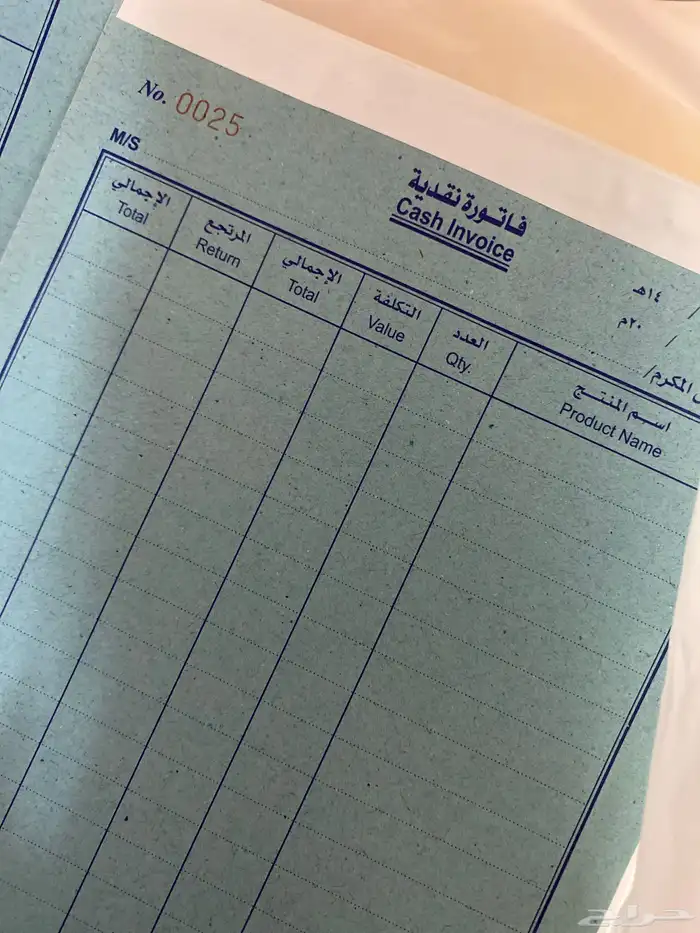 No. 0025
فاتورة نقدية
Cash Invoice
١٤هـ
٢٠م
M/S
المكرم/
اسم المنتج
العدد
التكلفة
الإجمالي
المرتجع
الإجمالي
Product Name
Qty.
Value
Total
Return
Total
حراج